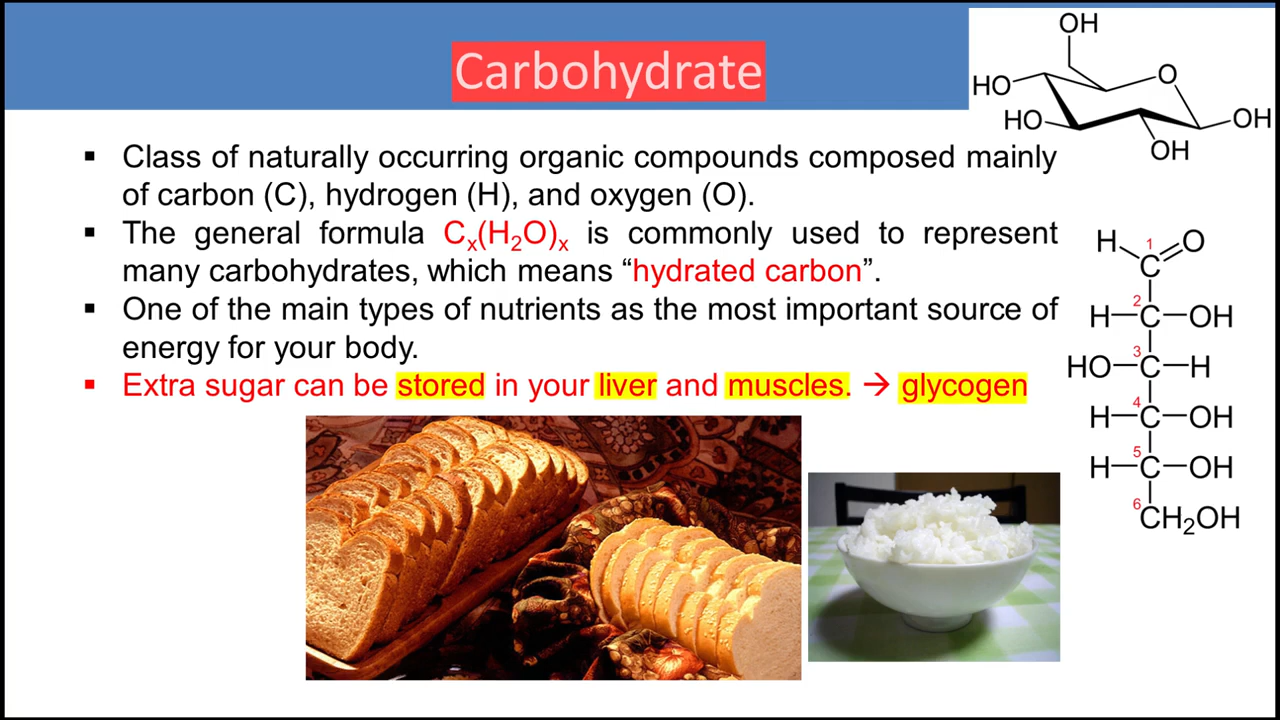 Carbohydrate
▪ Class of naturally occurring organic compounds composed mainly
of carbon (C), hydrogen (H), and oxygen (O).
▪ The general formula Cₓ(H₂O)ₓ is commonly used to represent
many carbohydrates, which means “hydrated carbon”.
▪ One of the main types of nutrients as the most important source of
energy for your body.
▪ Extra sugar can be stored in your liver and muscles. → glycogen
OH
HO O
HO OH
OH
H 1 O
C
2
H C OH
3
HO C H
4
H C OH
5
H C OH
6
CH₂OH